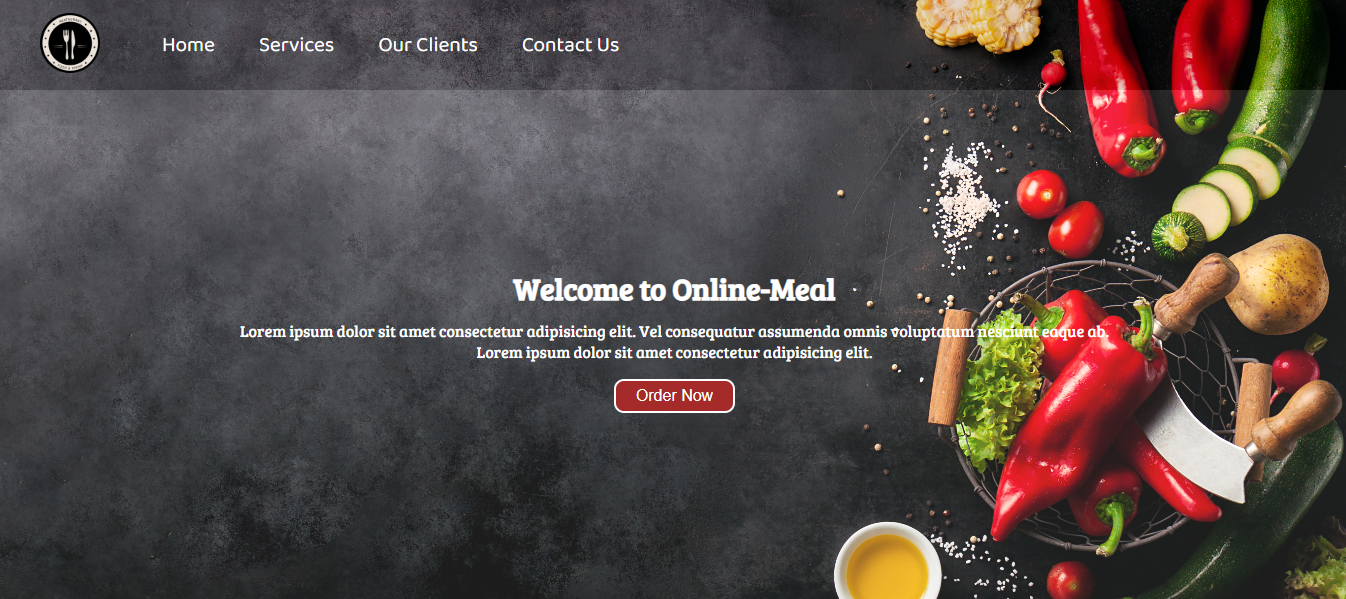 Home Services Our Clients Contact Us
Welcome to Online-Meal
Lorem ipsum dolor sit amet consectetur adipisicing elit. Vel consequatur assumenda omnis voluptatum nesciunt eaque ab.
Lorem ipsum dolor sit amet consectetur adipisicing elit.
Order Now